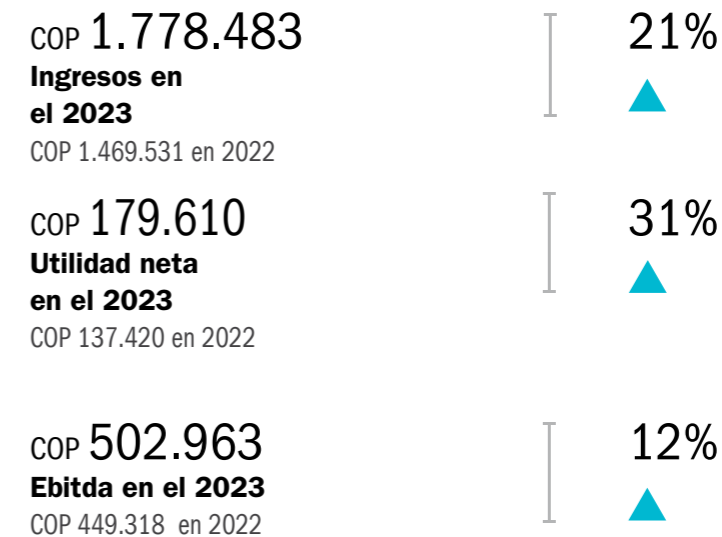 COP 1.778.483
21%
Ingresos en
el 2023
COP 1.469.531 en 2022
COP 179.610
31%
Utilidad neta
en el 2023
COP 137.420 en 2022
COP 502.963
12%
Ebitda en el 2023
COP 449.318 en 2022